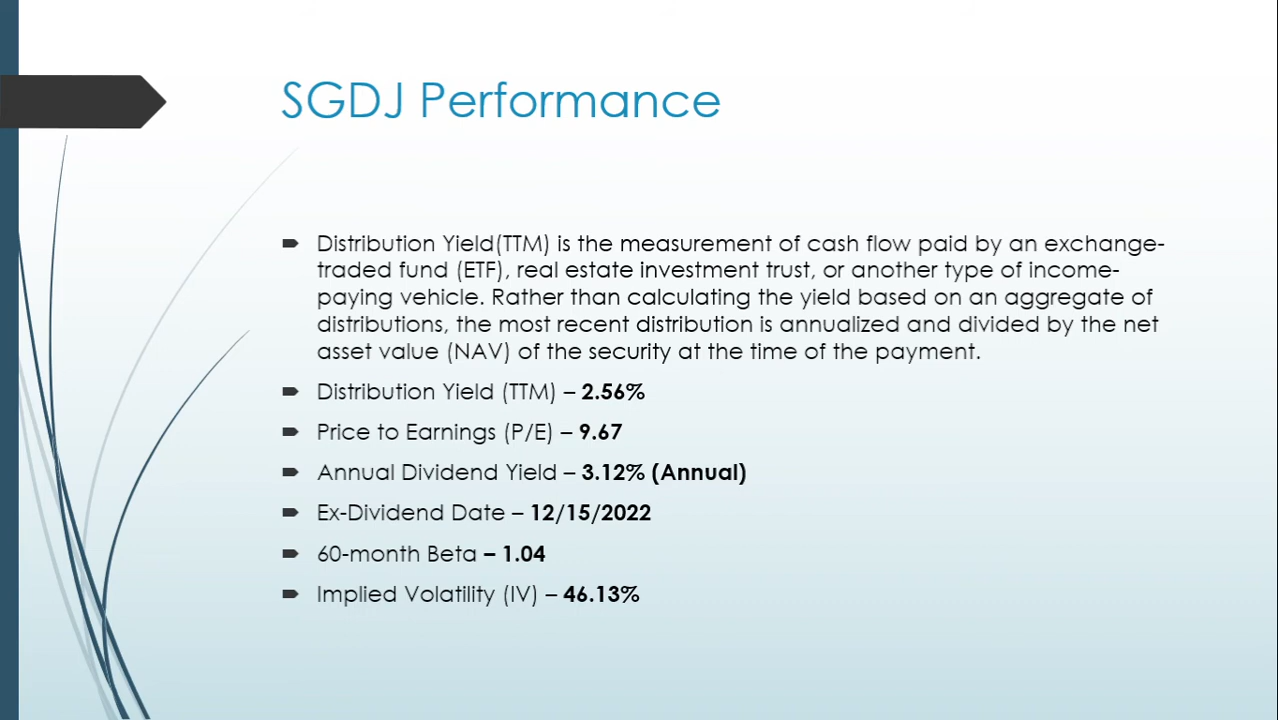 SGDJ Performance
Distribution Yield(TTM) is the measurement of cash flow paid by an exchange-
traded fund (ETF), real estate investment trust, or another type of income-
paying vehicle. Rather than calculating the yield based on an aggregate of
distributions, the most recent distribution is annualized and divided by the net
asset value (NAV) of the security at the time of the payment.
Distribution Yield (TTM) – 2.56%
Price to Earnings (P/E) – 9.67
Annual Dividend Yield – 3.12% (Annual)
Ex-Dividend Date – 12/15/2022
60-month Beta – 1.04
Implied Volatility (IV) – 46.13%